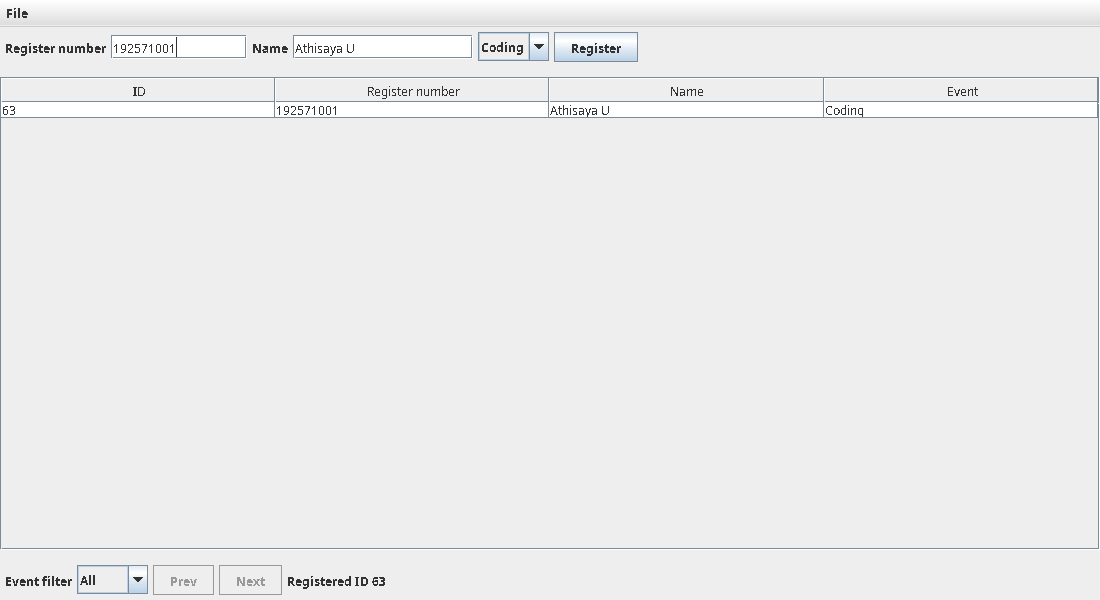 File
Register number 192571001 Name Athisaya U Coding Register
ID Register number Name Event
63 192571001 Athisaya U Coding
Event filter All Prev Next Registered ID 63